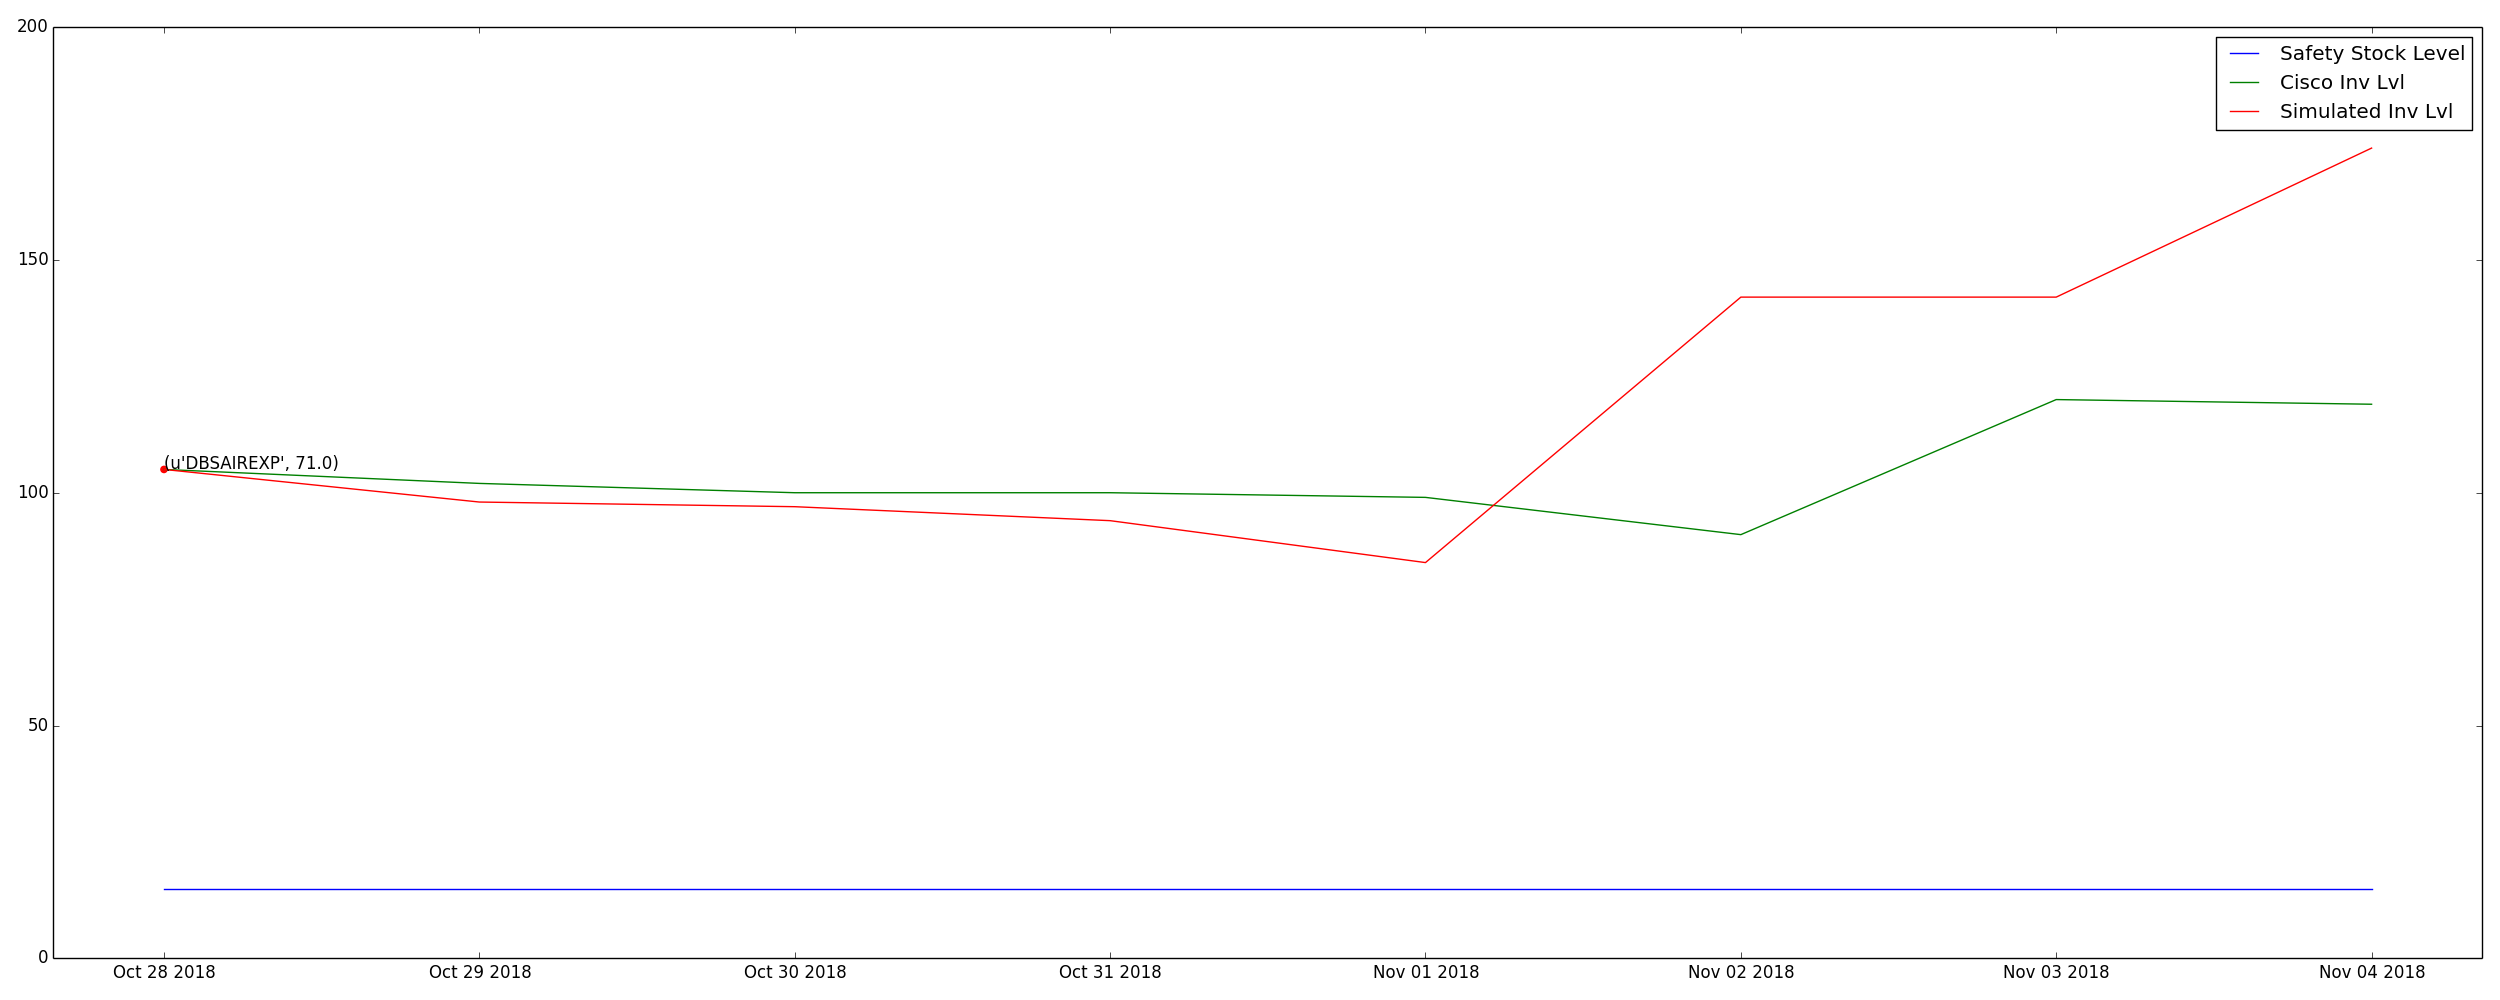 200
Safety Stock Level
Cisco Inv Lvl
Simulated Inv Lvl
150
(u'DBSAIREXP', 71.0)
100
50
0
Oct 28 2018 Oct 29 2018 Oct 30 2018 Oct 31 2018 Nov 01 2018 Nov 02 2018 Nov 03 2018 Nov 04 2018